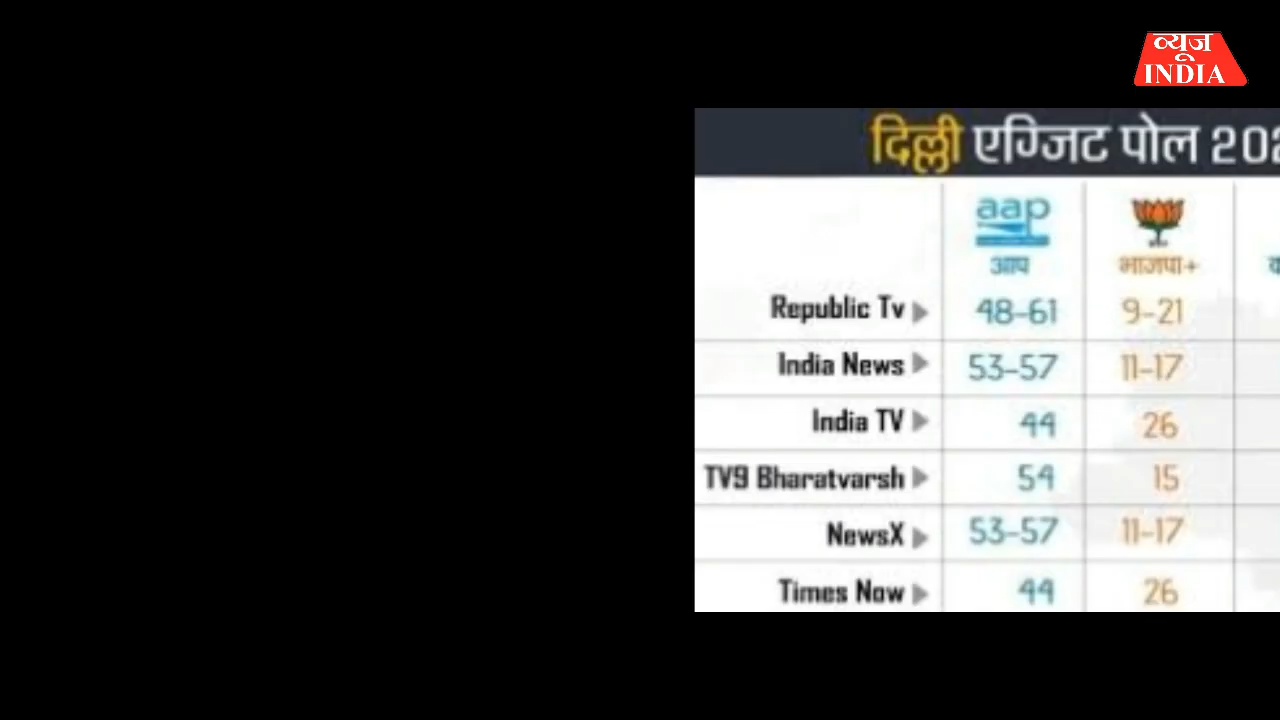 व्यूज
INDIA
दिल्ली एग्जिट पोल 202
aap
आप भाजपा+
Republic Tv 48-61 9-21
India News 53-57 11-17
India TV 44 26
TV9 Bharatvarsh 54 15
NewsX 53-57 11-17
Times Now 44 26